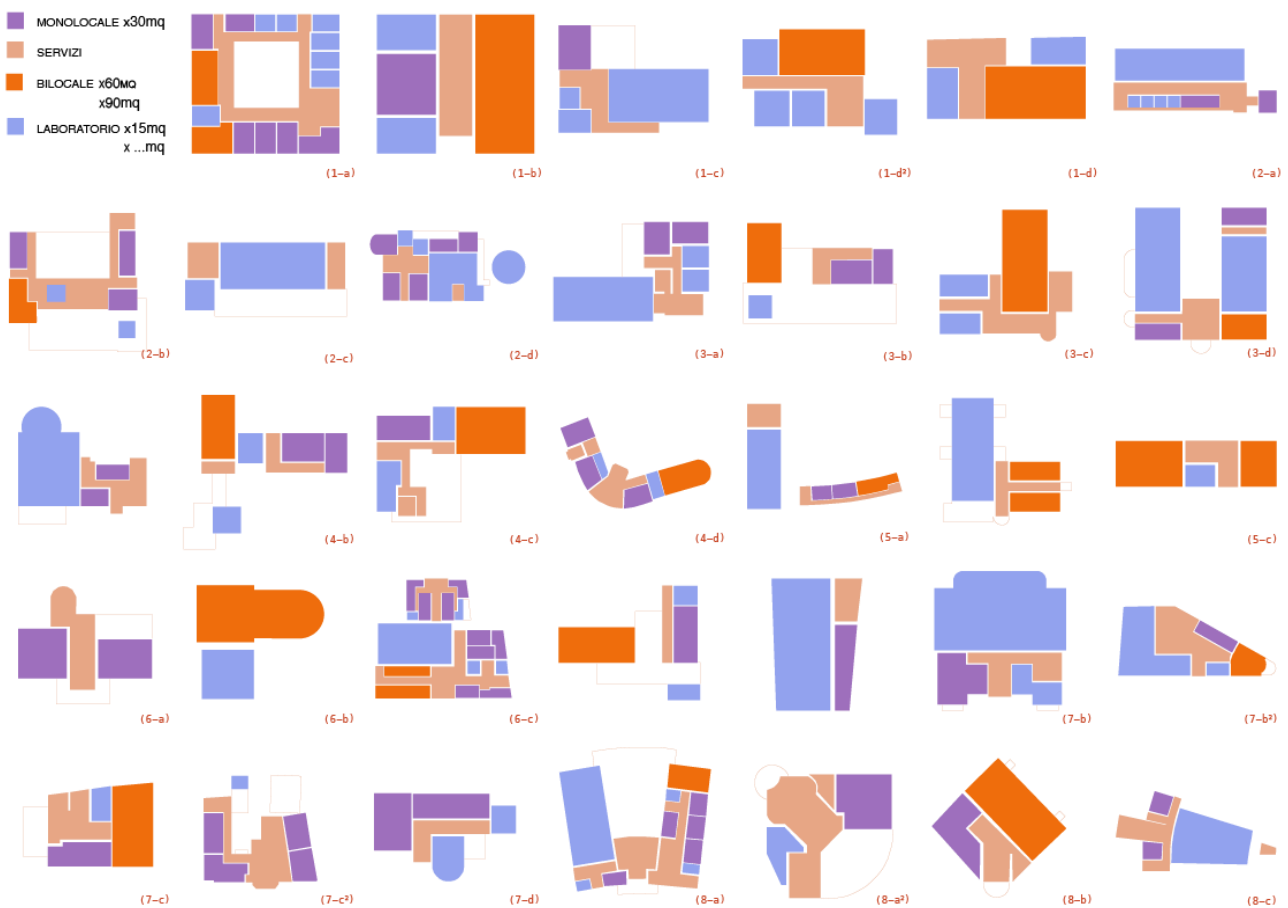 MONOLOCALE x30mq
SERVIZI
BILOCALE x60MQ
x90mq
LABORATORIO x15mq
x ...mq
(1-a)
(1-b)
(1-c)
(1-d²)
(1-d)
(2-a)
(2-b)
(2-c)
(2-d)
(3-a)
(3-b)
(3-c)
(3-d)
(4-b)
(4-c)
(4-d)
(5-a)
(5-c)
(6-a)
(6-b)
(6-c)
(7-b)
(7-b²)
(7-c)
(7-c²)
(7-d)
(8-a)
(8-a²)
(8-b)
(8-c)